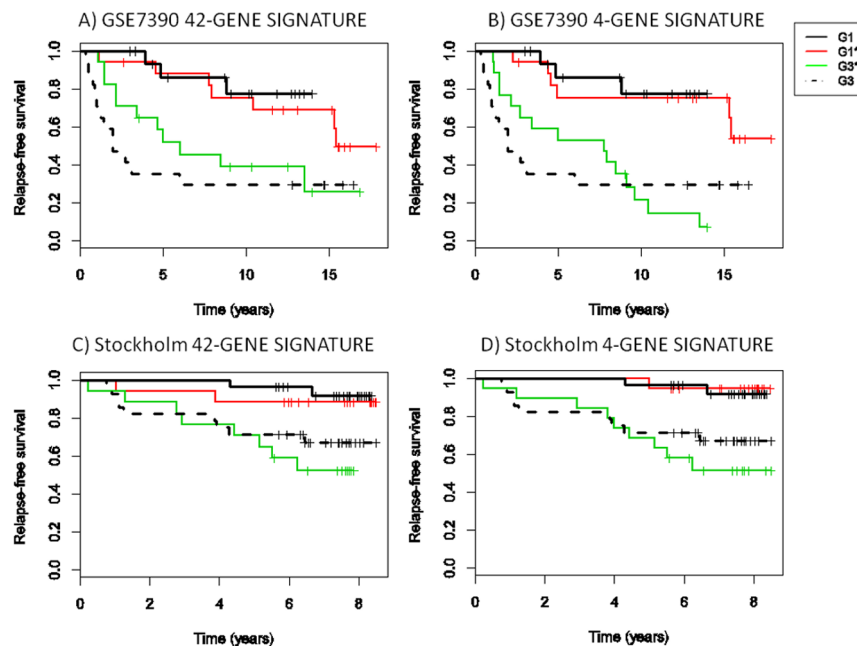 A) GSE7390 42-GENE SIGNATURE
B) GSE7390 4-GENE SIGNATURE
G1
G1*
G3*
G3
Relapse-free survival
1.0
0.8
0.6
0.4
0.2
0.0
0 5 10 15
Time (years)
Relapse-free survival
1.0
0.8
0.6
0.4
0.2
0.0
0 5 10 15
Time (years)
C) Stockholm 42-GENE SIGNATURE
D) Stockholm 4-GENE SIGNATURE
Relapse-free survival
1.0
0.8
0.6
0.4
0.2
0.0
0 2 4 6 8
Time (years)
Relapse-free survival
1.0
0.8
0.6
0.4
0.2
0.0
0 2 4 6 8
Time (years)